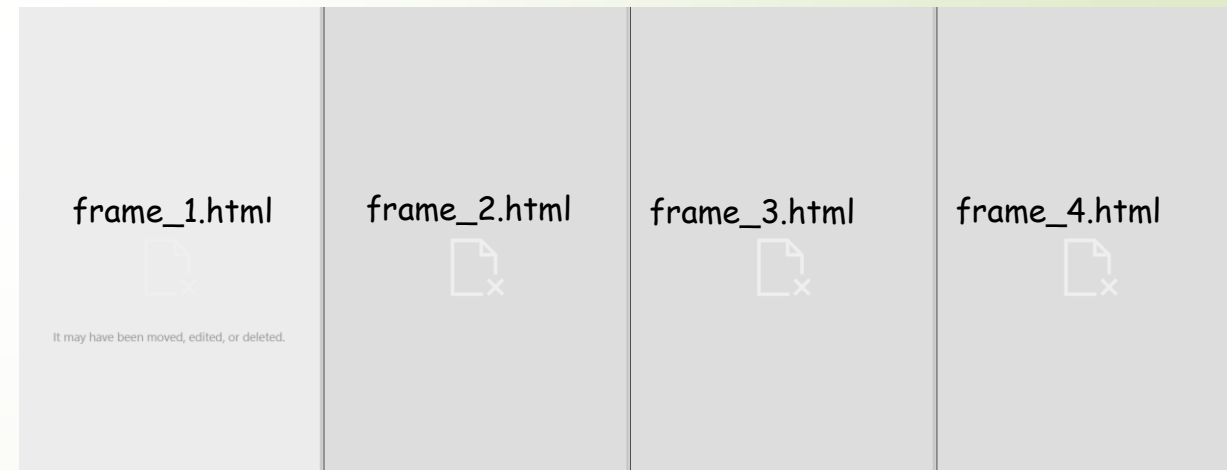 frame_1.html
frame_2.html
frame_3.html
frame_4.html
It may have been moved, edited, or deleted.